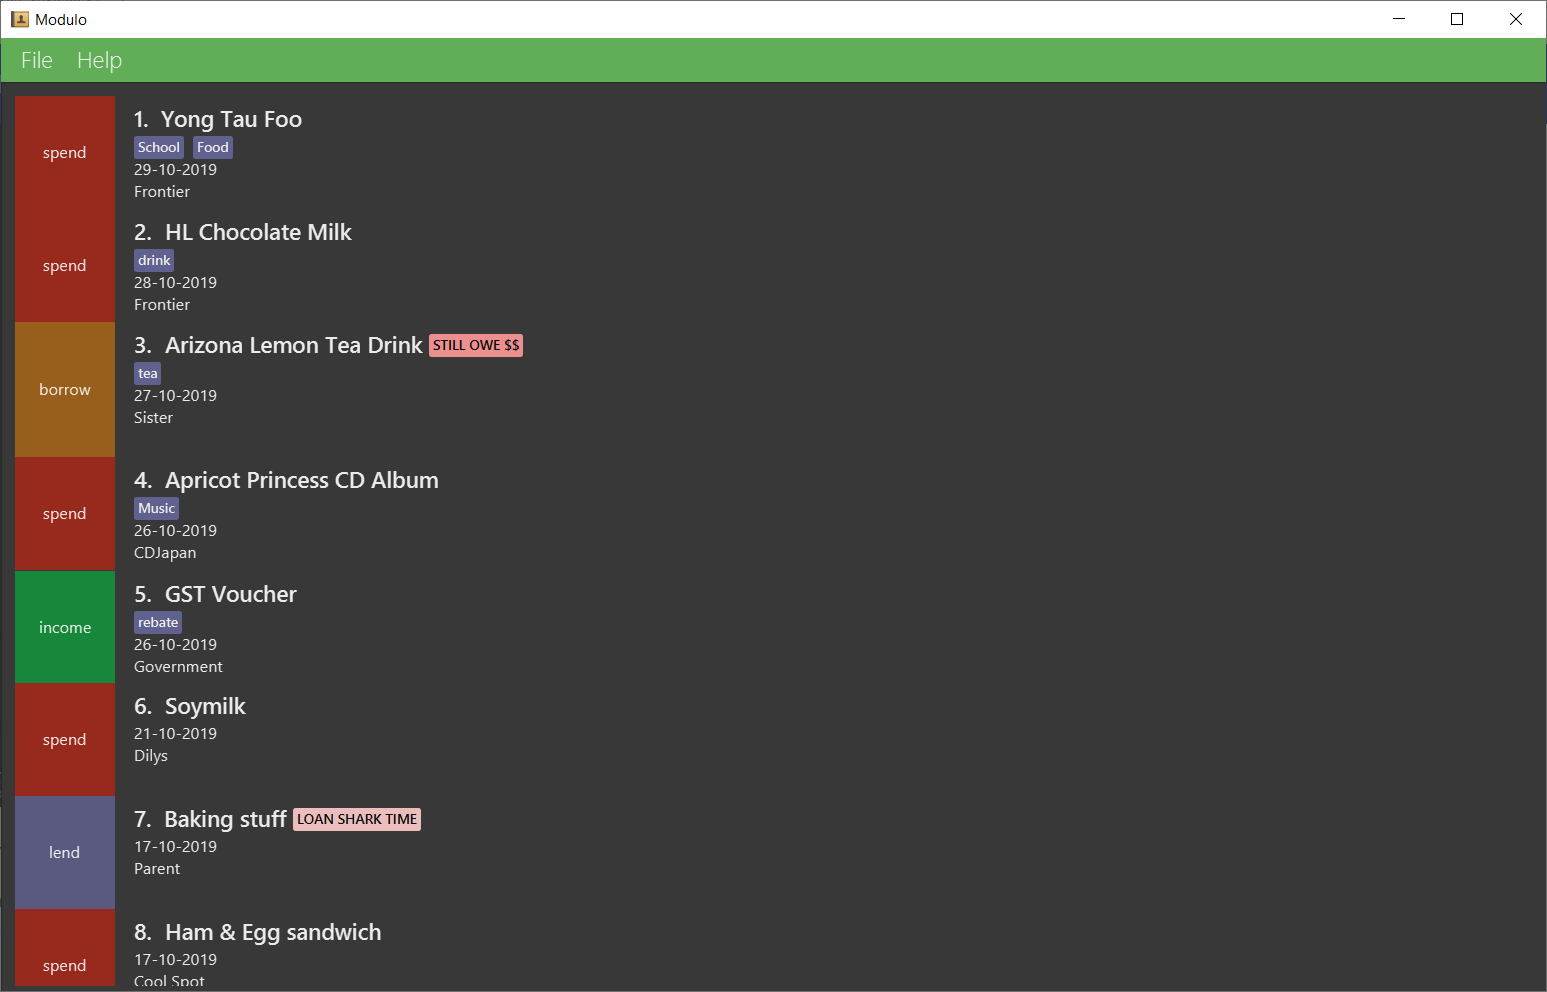 Modulo
File Help
spend
1. Yong Tau Foo
School Food
29-10-2019
Frontier
spend
2. HL Chocolate Milk
drink
28-10-2019
Frontier
borrow
3. Arizona Lemon Tea Drink STILL OWE $$
tea
27-10-2019
Sister
spend
4. Apricot Princess CD Album
Music
26-10-2019
CDJapan
income
5. GST Voucher
rebate
26-10-2019
Government
spend
6. Soymilk
21-10-2019
Dilys
lend
7. Baking stuff LOAN SHARK TIME
17-10-2019
Parent
spend
8. Ham & Egg sandwich
17-10-2019
Cool Spot